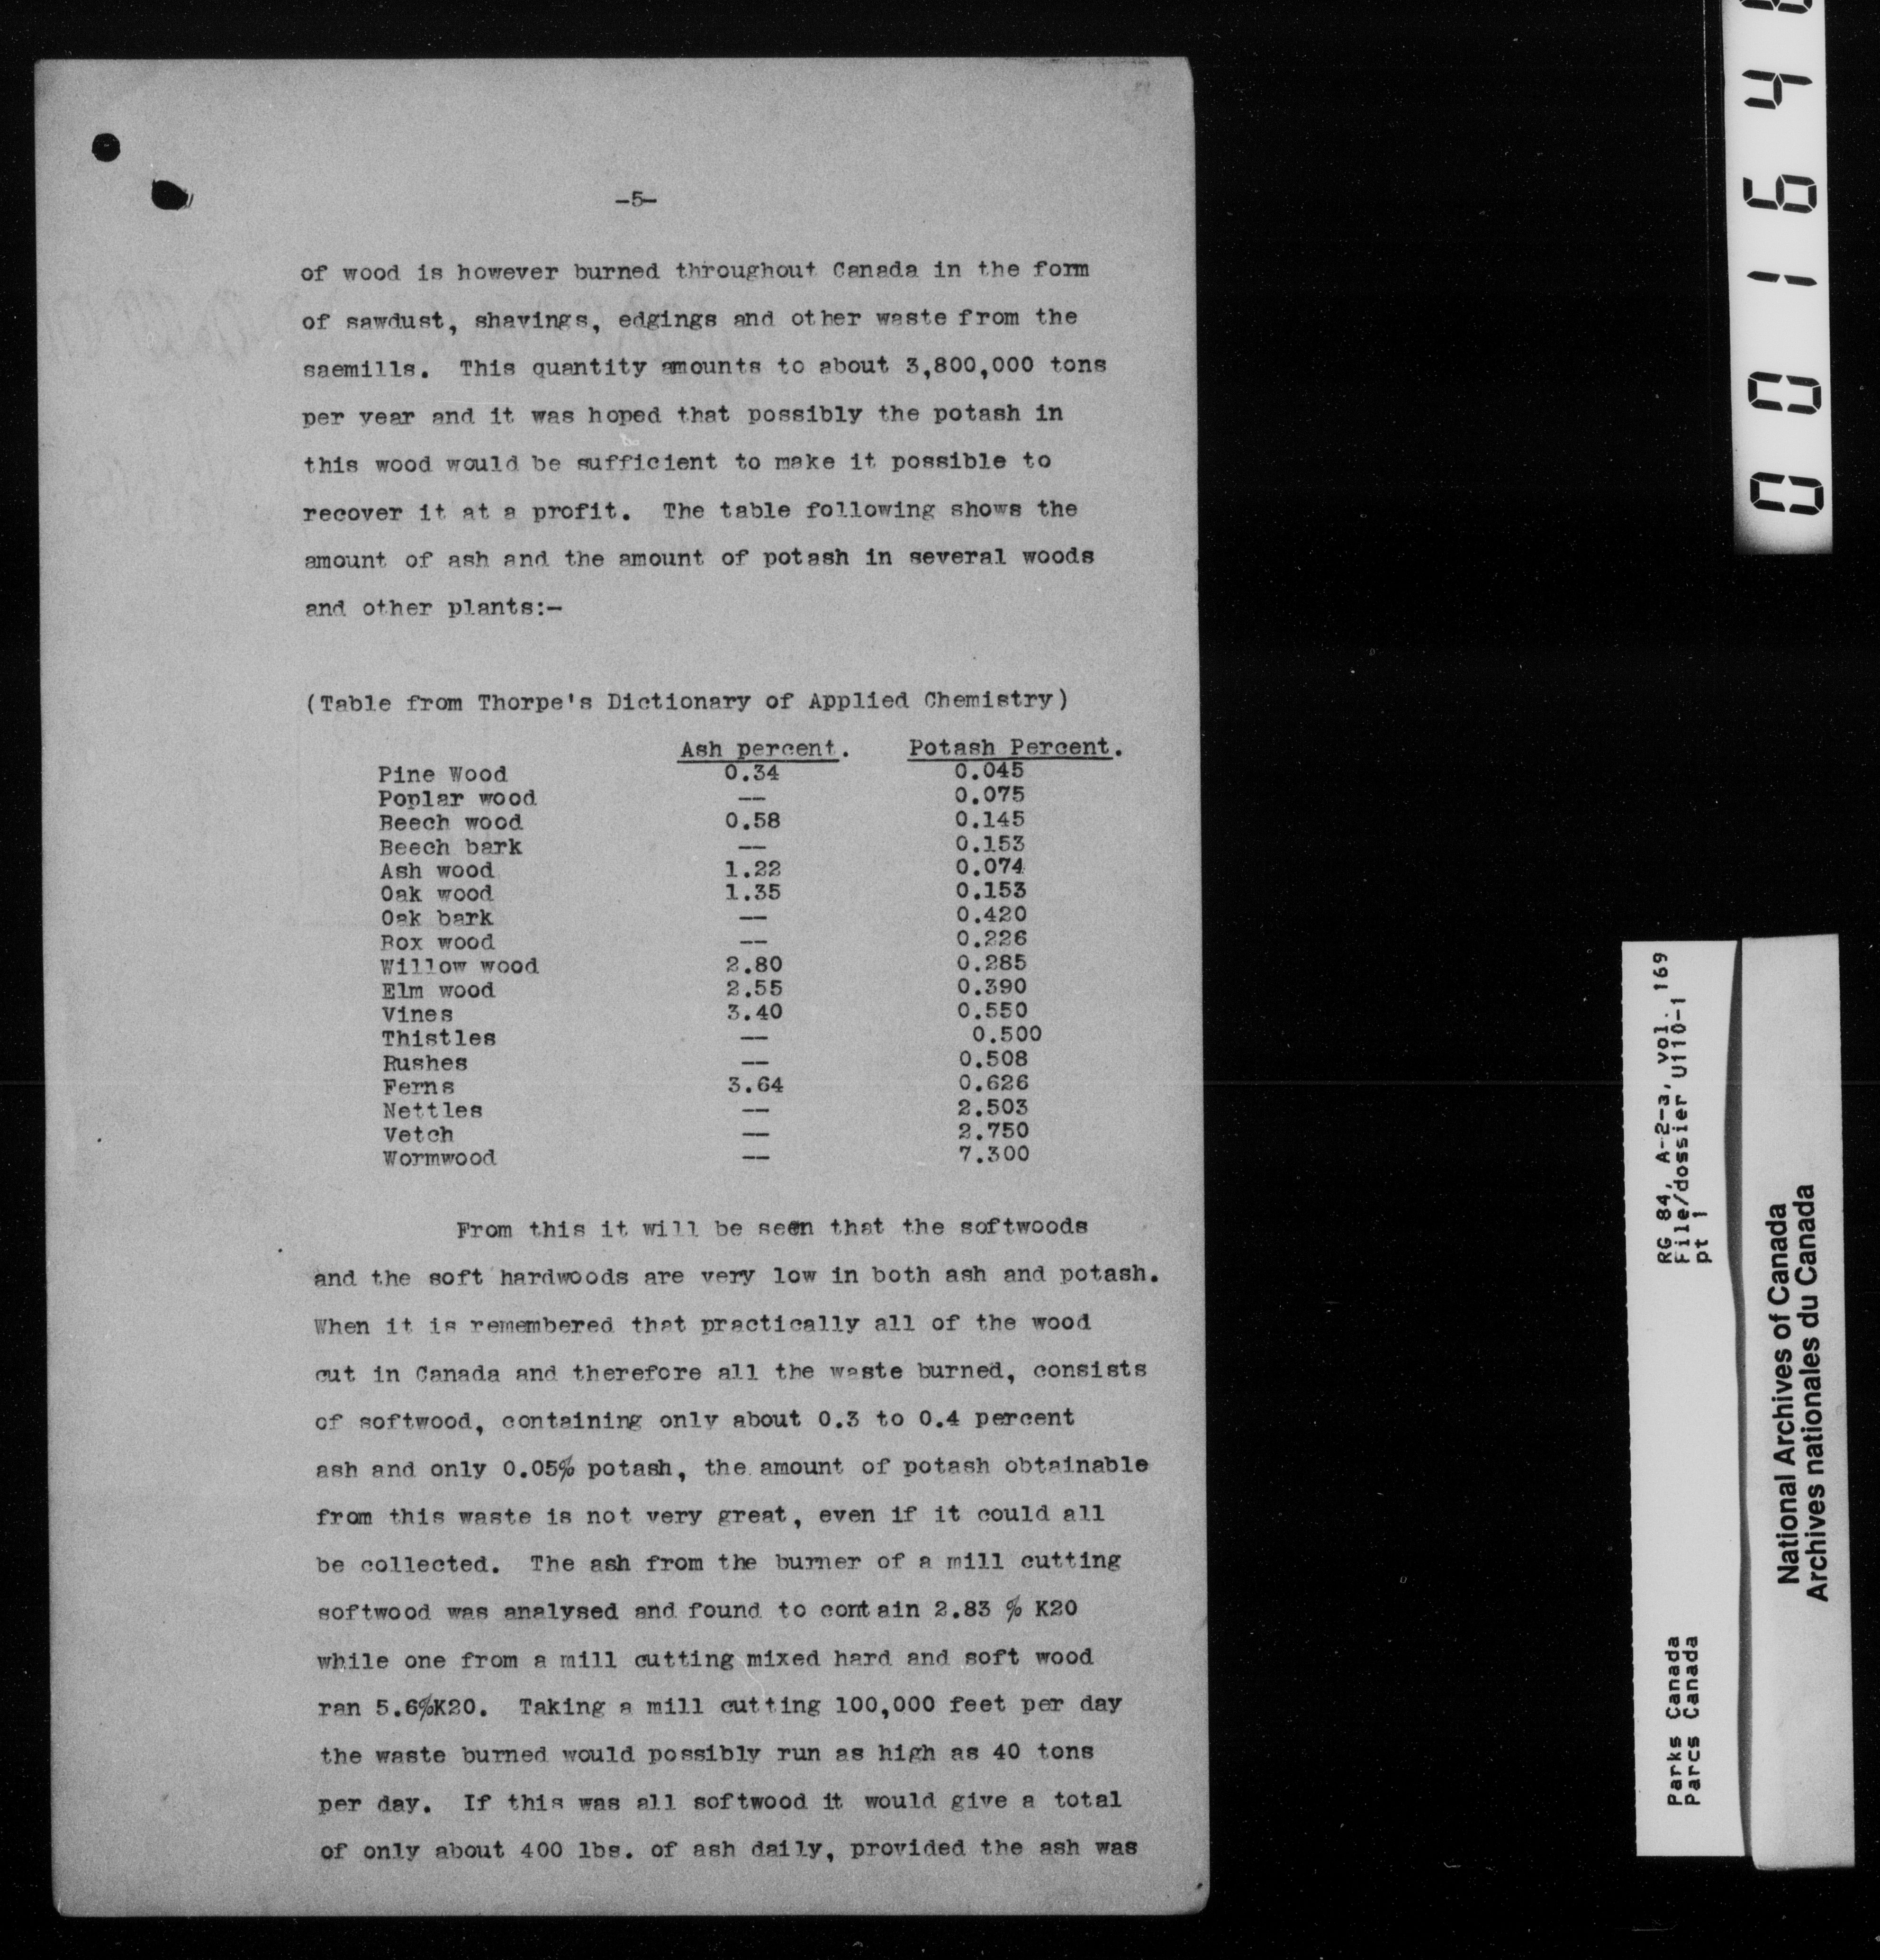 -5-
of wood is however burned throughout Canada in the form
of sawdust, shavings, edgings and other waste from the
saemills. This quantity amounts to about 3,800,000 tons
per year and it was hoped that possibly the potash in
this wood would be sufficient to make it possible to
recover it at a profit. The table following shows the
amount of ash and the amount of potash in several woods
and other plants:-
(Table from Thorpe's Dictionary of Applied Chemistry)
Ash percent. Potash Percent.
Pine Wood 0.34 0.045
Poplar wood -- 0.075
Beech wood 0.58 0.145
Beech bark -- 0.153
Ash wood 1.22 0.074
Oak wood 1.35 0.153
Oak bark -- 0.420
Box wood -- 0.226
Willow wood 2.80 0.285
Elm wood 2.55 0.390
Vines 3.40 0.550
Thistles -- 0.500
Rushes -- 0.508
Ferns 3.64 0.626
Nettles -- 2.503
Vetch -- 2.750
Wormwood -- 7.300
From this it will be seen that the softwoods
and the soft hardwoods are very low in both ash and potash.
When it is remembered that practically all of the wood
cut in Canada and therefore all the waste burned, consists
of softwood, containing only about 0.3 to 0.4 percent
ash and only 0.05% potash, the amount of potash obtainable
from this waste is not very great, even if it could all
be collected. The ash from the burner of a mill cutting
softwood was analysed and found to contain 2.83 % K20
while one from a mill cutting mixed hard and soft wood
ran 5.6%K20. Taking a mill cutting 100,000 feet per day
the waste burned would possibly run as high as 40 tons
per day. If this was all softwood it would give a total
of only about 400 lbs. of ash daily, provided the ash was
0 0 1 6 4
RG 84, A-2-3, vol. 169
File/dossier U110-1
pt 1
Parks Canada
Parcs Canada
National Archives of Canada
Archives nationales du Canada